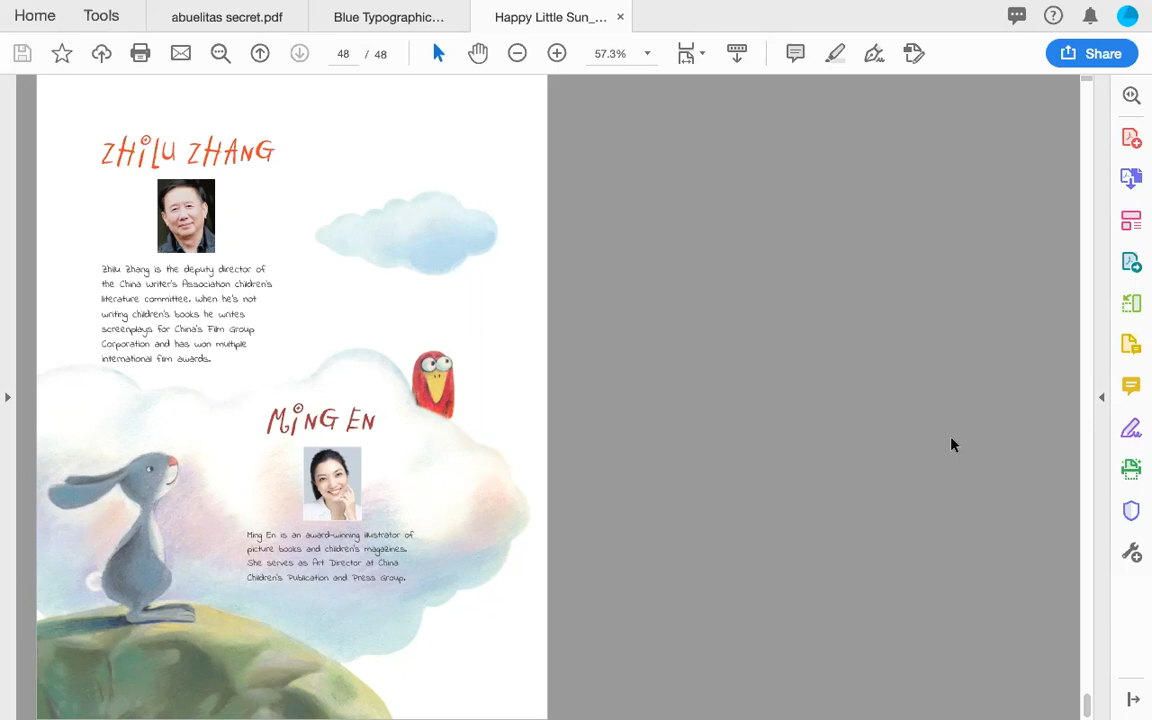 Home
Tools
abuelitas secret.pdf
Blue Typographic...
Happy Little Sun_...
48 / 48
57.3%
Share
ZHiLU ZHANG
Zhilu Zhang is the deputy director of
the China Writer's Association children's
literature committee. When he's not
writing children's books he writes
screenplays for China's Film Group
Corporation and has won multiple
international film awards.
MiNG EN
Ming En is an award-winning illustrator of
picture books and children's magazines.
She serves as Art Director at China
Children's Publication and Press Group.